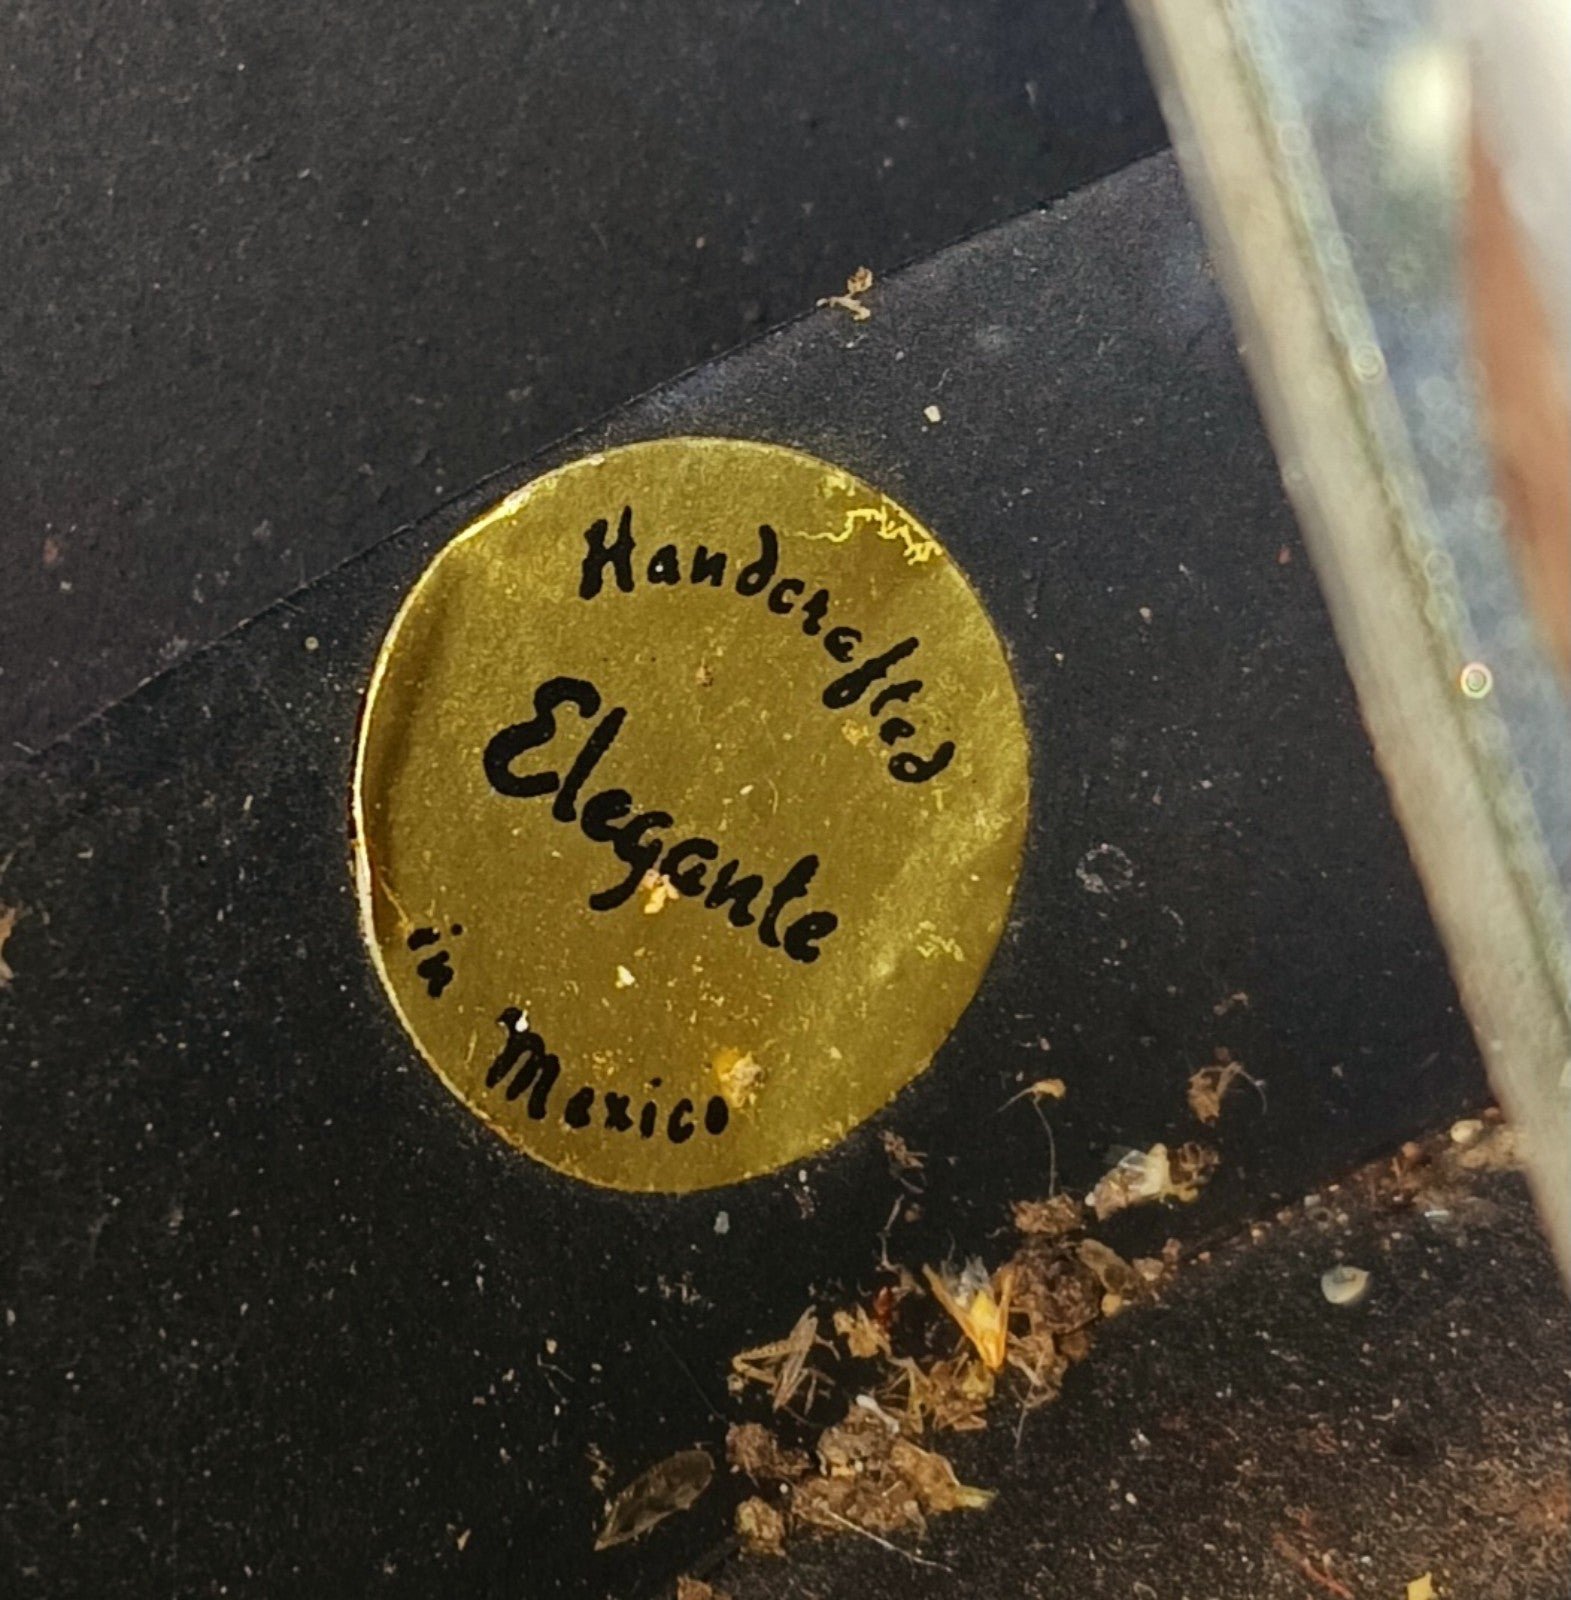 Handcrafted
Elegante
in Mexico